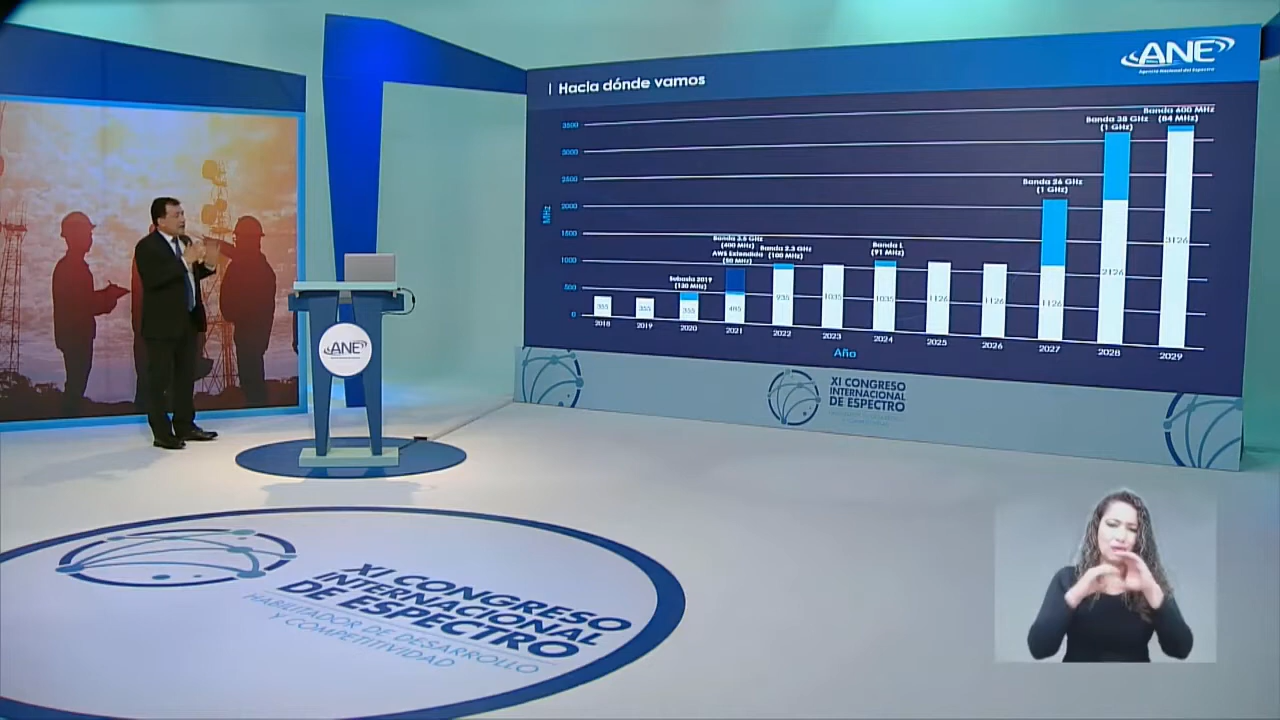 Hacia dónde vamos
ANE
Agencia Nacional del Espectro
MHz
3500
3000
2500
2000
1500
1000
500
0
Subasta 2019
(130 MHz)
Banda 3.5 GHz
(400 MHz)
AWS Extendida
(50 MHz)
Banda 2.3 GHz
(100 MHz)
Banda L
(91 MHz)
Banda 26 GHz
(1 GHz)
Banda 38 GHz
(1 GHz)
Banda 600 MHz
(84 MHz)
355
355
355
485
935
1035
1035
1126
1126
1126
2126
3126
2018
2019
2020
2021
2022
2023
2024
2025
2026
2027
2028
2029
Año
ANE
XI CONGRESO
INTERNACIONAL
DE ESPECTRO
XI CONGRESO
INTERNACIONAL
DE ESPECTRO
HABILITADOR DE DESARROLLO
Y COMPETITIVIDAD